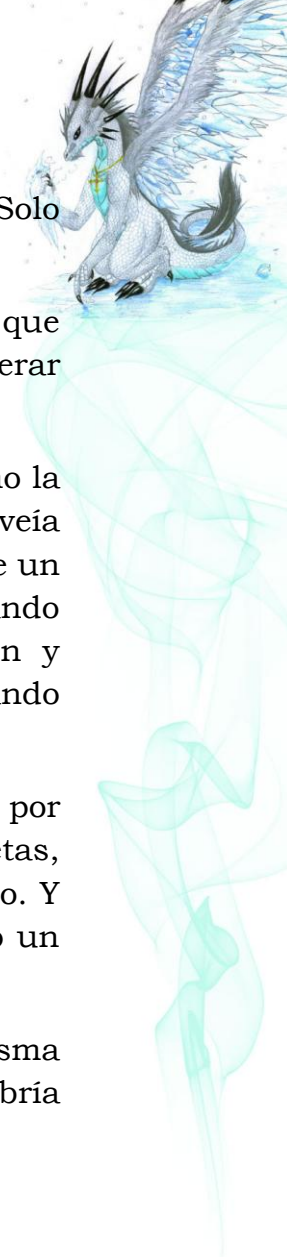 Solo
que
erar
o la
veía
e un
ndo
n y
ndo
por
etas,
o. Y
o un
sma
bría